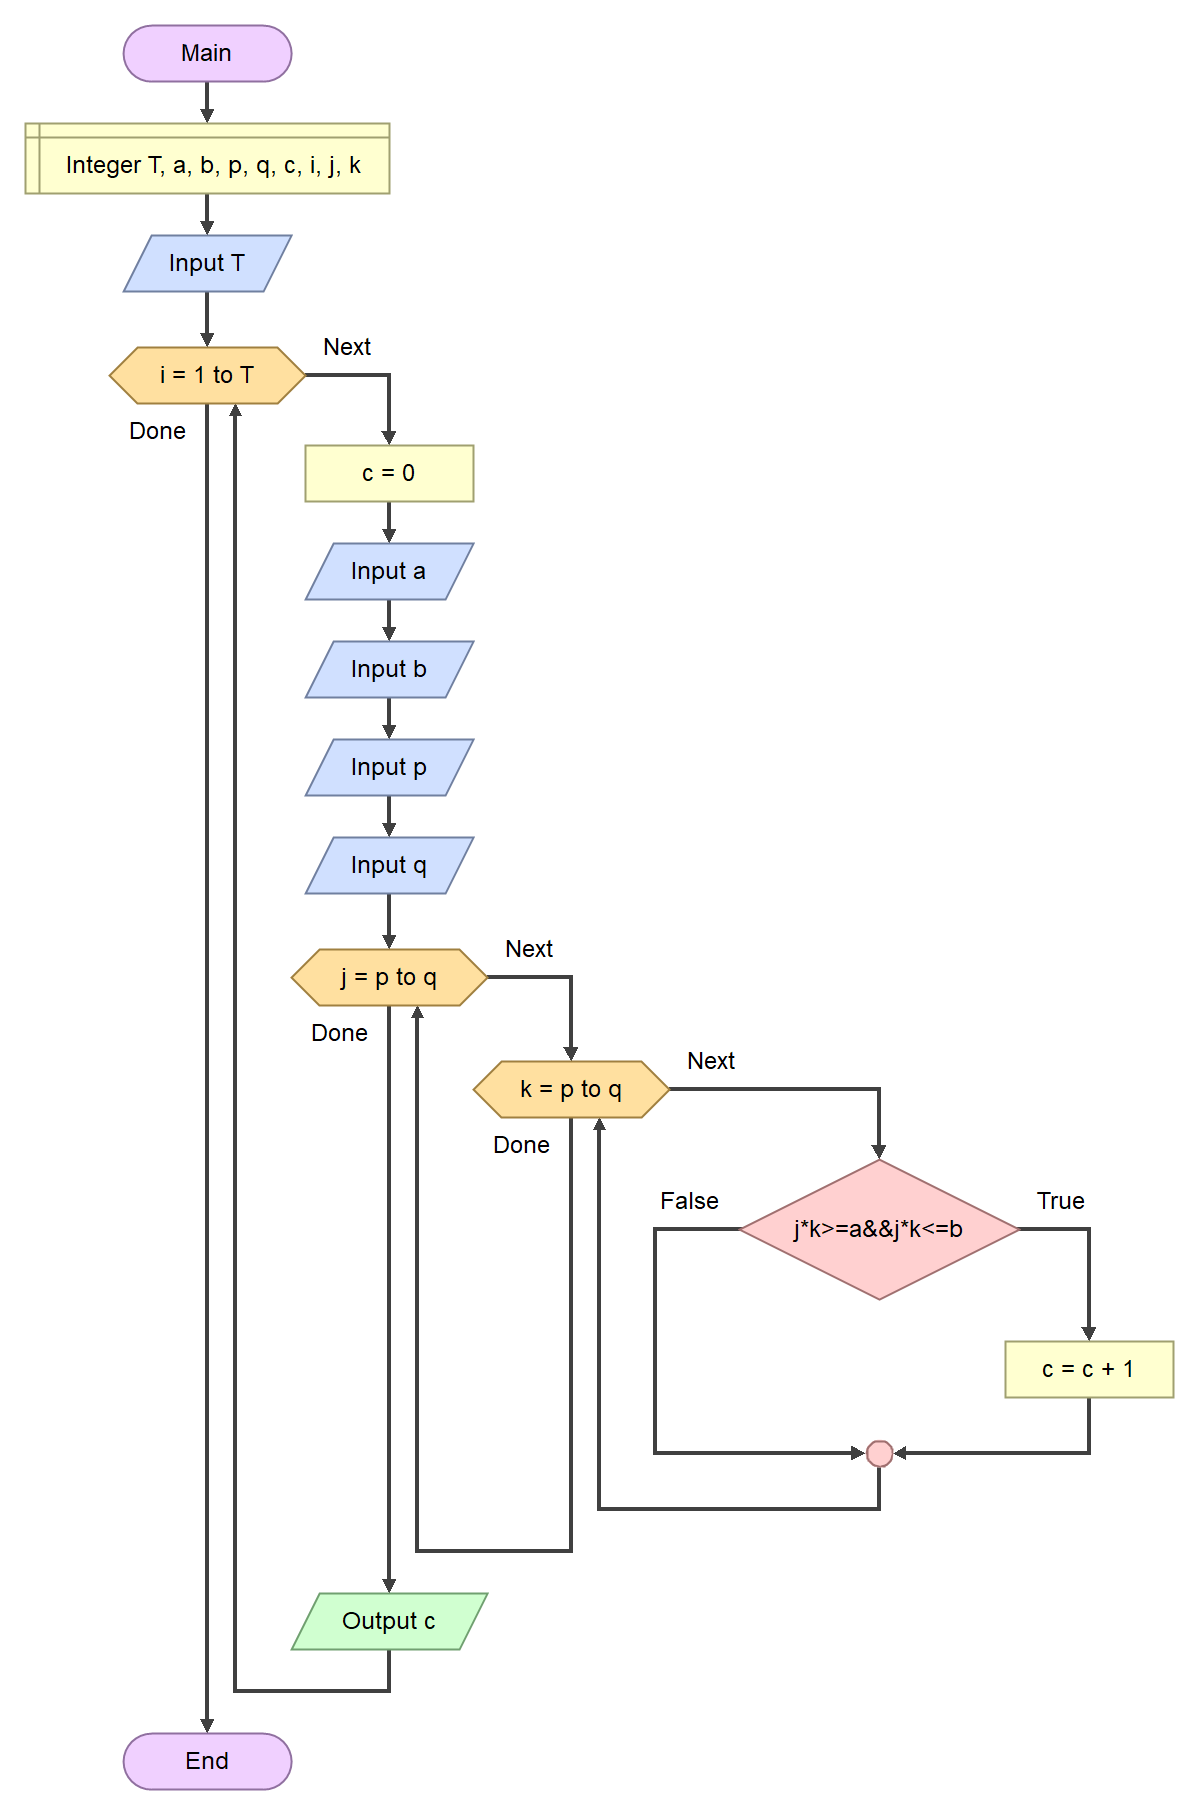 Main
Integer T, a, b, p, q, c, i, j, k
Input T
i = 1 to T
Next
Done
c = 0
Input a
Input b
Input p
Input q
j = p to q
Next
Done
k = p to q
Next
Done
j*k>=a&&j*k<=b
False
True
c = c + 1
Output c
End